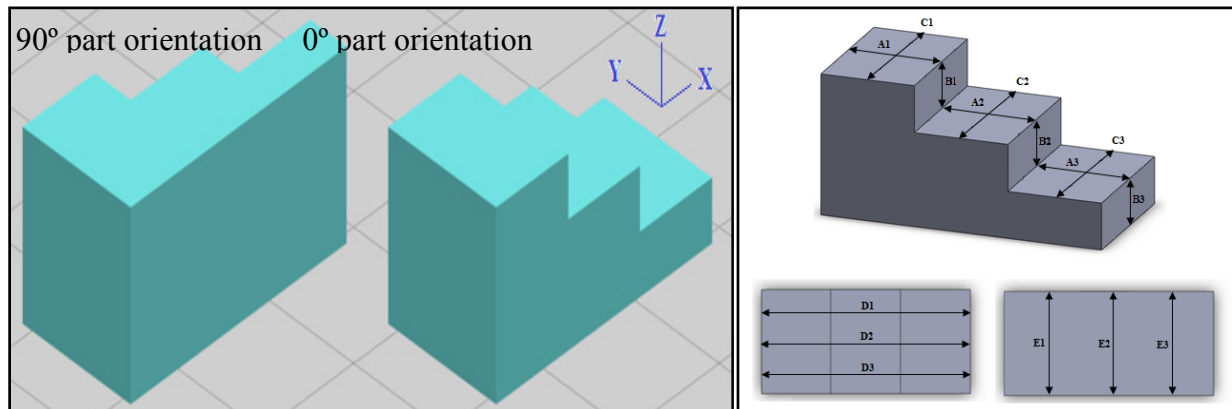 90º part orientation 0º part orientation
Z
Y
X
C1
A1
B1
C2
A2
B2
C3
A3
B3
D1
D2
D3
E1 E2 E3